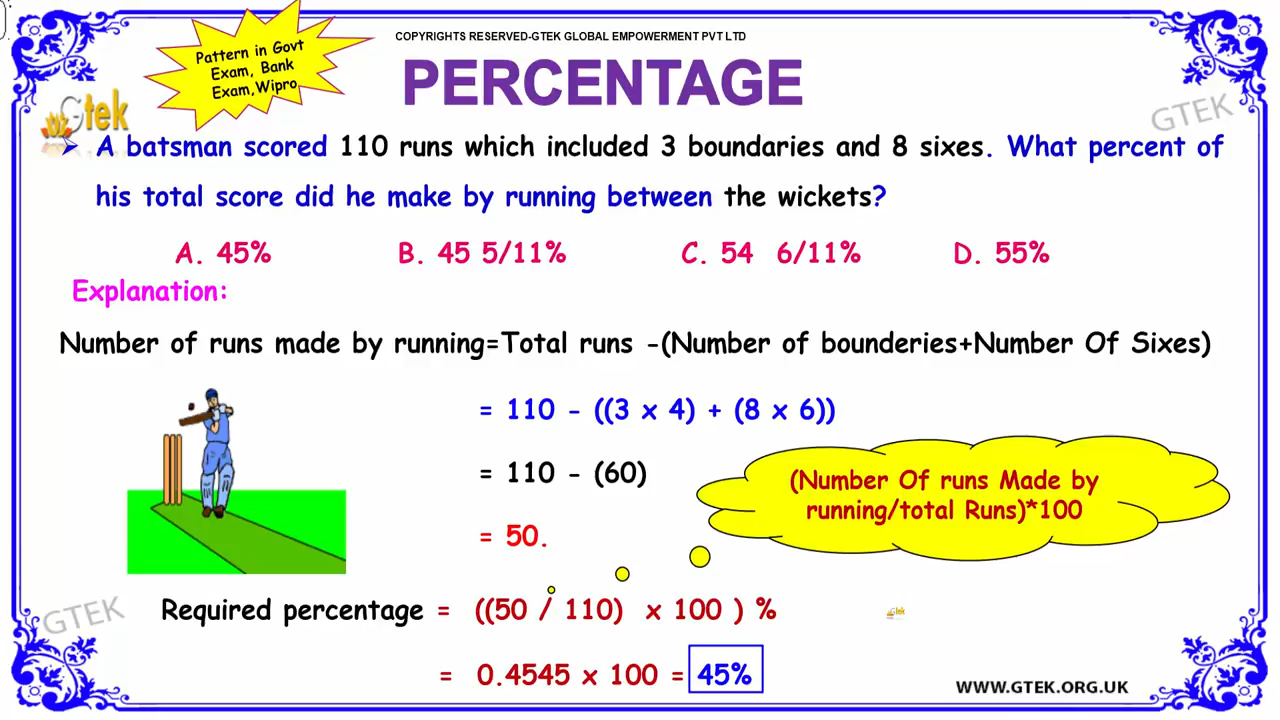 COPYRIGHTS RESERVED-GTEK GLOBAL EMPOWERMENT PVT LTD
Pattern in Govt
Exam, Bank
Exam,Wipro
PERCENTAGE
Gtek
GTEK
➤ A batsman scored 110 runs which included 3 boundaries and 8 sixes. What percent of
his total score did he make by running between the wickets?
A. 45% B. 45 5/11% C. 54 6/11% D. 55%
Explanation:
Number of runs made by running=Total runs -(Number of bounderies+Number Of Sixes)
= 110 - ((3 x 4) + (8 x 6))
= 110 - (60)
(Number Of runs Made by
running/total Runs)*100
= 50.
GTEK
Required percentage = ((50 / 110) x 100 ) %
Gtek
= 0.4545 x 100 = 45%
WWW.GTEK.ORG.UK